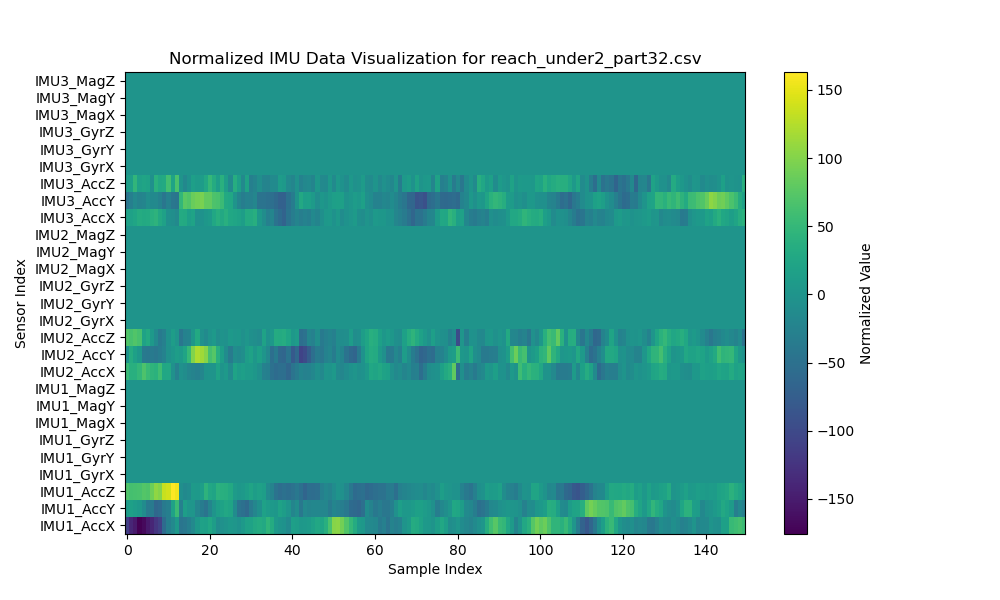 Normalized IMU Data Visualization for reach_under2_part32.csv
IMU3_MagZ
IMU3_MagY
IMU3_MagX
IMU3_GyrZ
IMU3_GyrY
IMU3_GyrX
IMU3_AccZ
IMU3_AccY
IMU3_AccX
IMU2_MagZ
IMU2_MagY
IMU2_MagX
IMU2_GyrZ
IMU2_GyrY
IMU2_GyrX
IMU2_AccZ
IMU2_AccY
IMU2_AccX
IMU1_MagZ
IMU1_MagY
IMU1_MagX
IMU1_GyrZ
IMU1_GyrY
IMU1_GyrX
IMU1_AccZ
IMU1_AccY
IMU1_AccX
Sensor Index
0 20 40 60 80 100 120 140
Sample Index
150
100
50
0
−50
−100
−150
Normalized Value